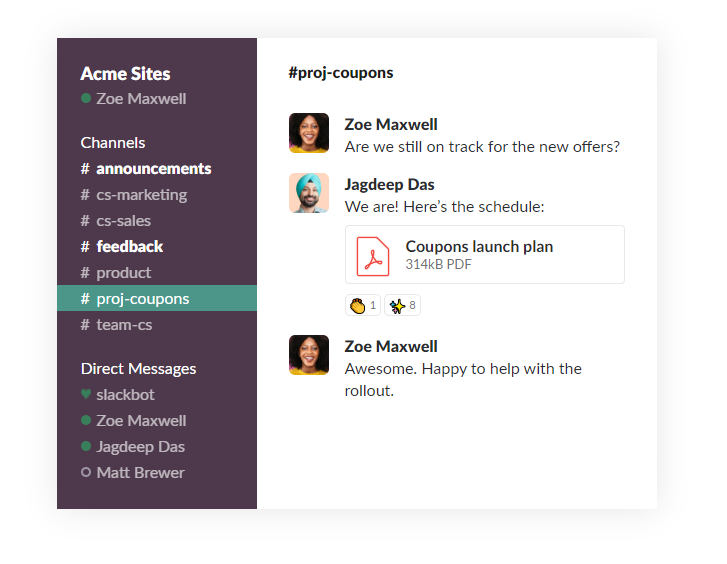 Acme Sites
Zoe Maxwell
Channels
# announcements
# cs-marketing
# cs-sales
# feedback
# product
# proj-coupons
# team-cs
Direct Messages
slackbot
Zoe Maxwell
Jagdeep Das
Matt Brewer
#proj-coupons
Zoe Maxwell
Are we still on track for the new offers?
Jagdeep Das
We are! Here’s the schedule:
Coupons launch plan
314kB PDF
1 8
Zoe Maxwell
Awesome. Happy to help with the
rollout.